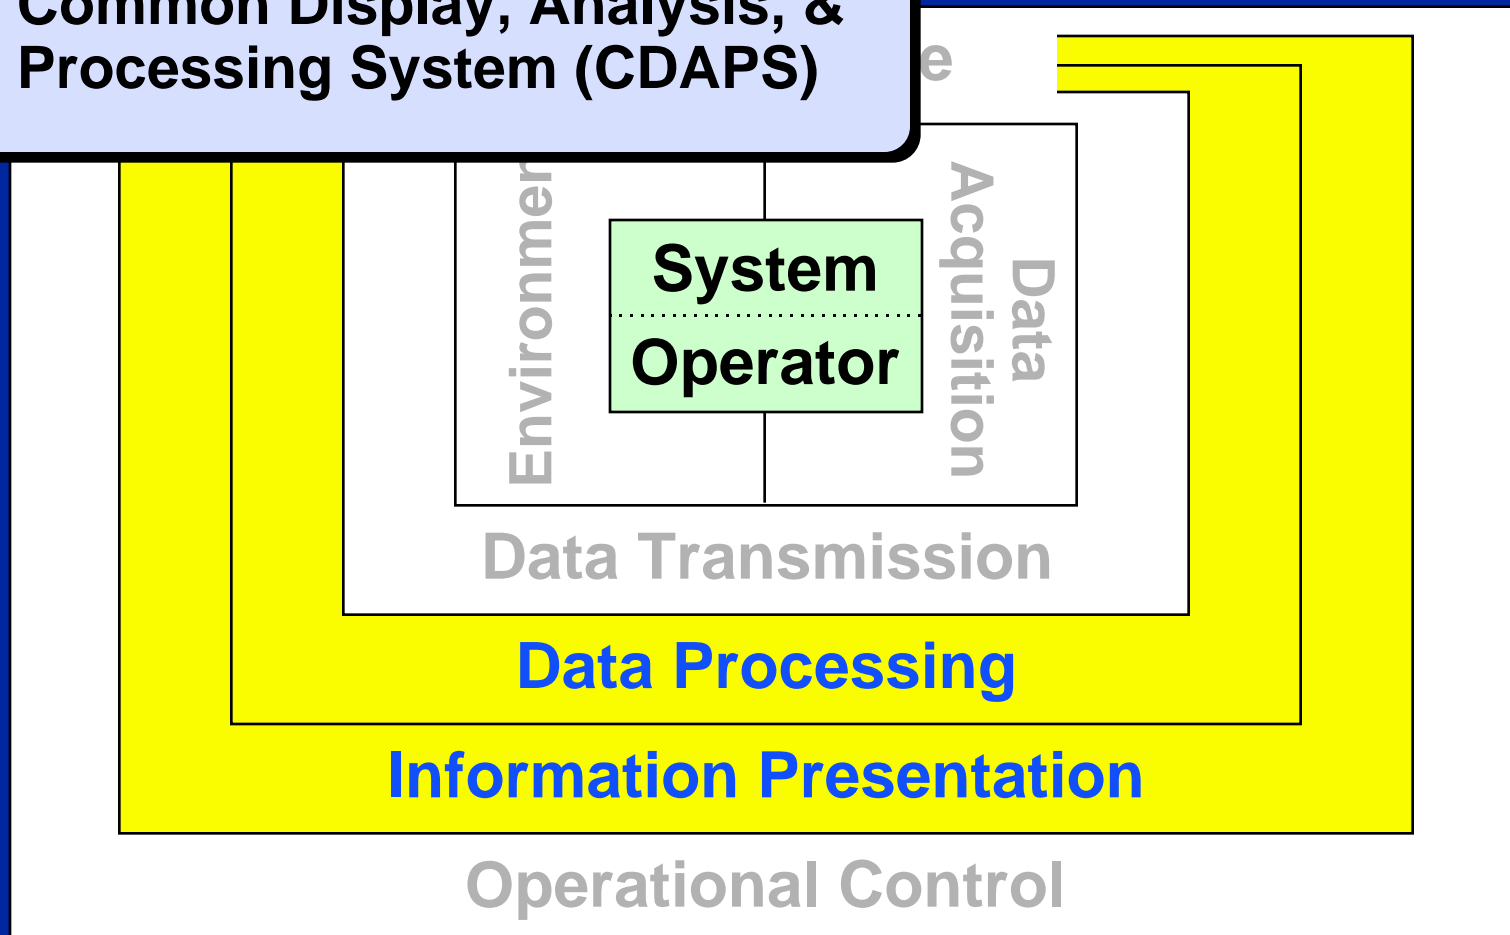 Common Display, Analysis, &
Processing System (CDAPS)
e
System
Operator
Data
Acquisition
Data Transmission
Data Processing
Information Presentation
Operational Control